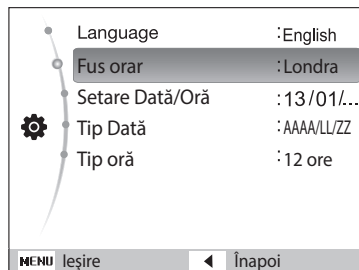 Language :English
Fus orar :Londra
Setare Dată/Oră :13/01/...
Tip Dată :AAAA/LL/ZZ
Tip oră :12 ore
MENU Ieşire ◀ Înapoi